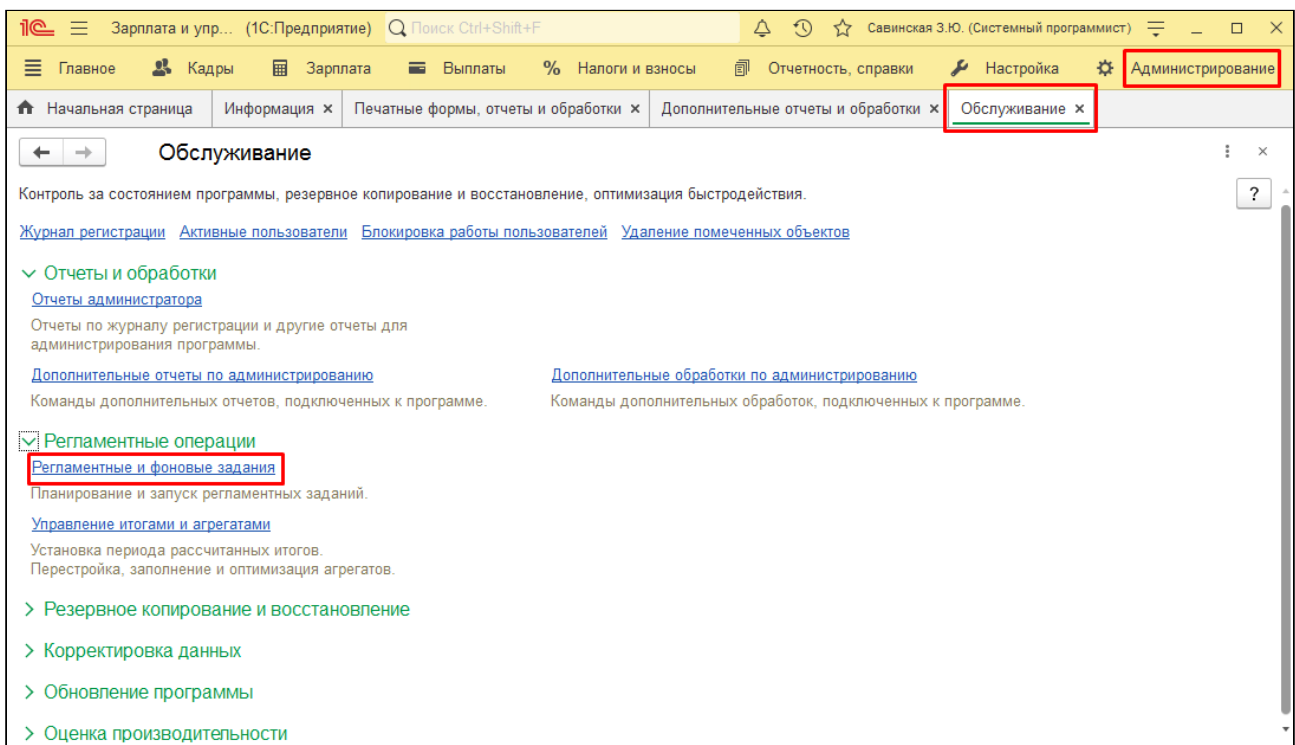 1С Зарплата и упр... (1С:Предприятие) Поиск Ctrl+Shift+F Савинская З.Ю. (Системный программист)
Главное Кадры Зарплата Выплаты % Налоги и взносы Отчетность, справки Настройка Администрирование
Начальная страница Информация × Печатные формы, отчеты и обработки × Дополнительные отчеты и обработки × Обслуживание ×
Обслуживание
Контроль за состоянием программы, резервное копирование и восстановление, оптимизация быстродействия. ?
Журнал регистрации Активные пользователи Блокировка работы пользователей Удаление помеченных объектов
Отчеты и обработки
Отчеты администратора
Отчеты по журналу регистрации и другие отчеты для
администрирования программы.
Дополнительные отчеты по администрированию Дополнительные обработки по администрированию
Команды дополнительных отчетов, подключенных к программе. Команды дополнительных обработок, подключенных к программе.
Регламентные операции
Регламентные и фоновые задания
Планирование и запуск регламентных заданий.
Управление итогами и агрегатами
Установка периода рассчитанных итогов.
Перестройка, заполнение и оптимизация агрегатов.
Резервное копирование и восстановление
Корректировка данных
Обновление программы
Оценка производительности